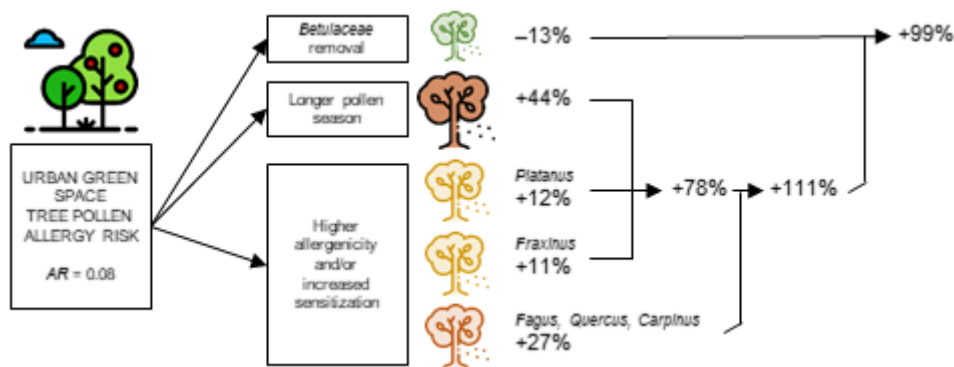 Betulaceae
removal
–13%
+99%
Longer pollen
season
+44%
URBAN GREEN
SPACE
TREE POLLEN
ALLERGY RISK
AR = 0.08
Higher
allergenicity
and/or
increased
sensitization
Platanus
+12%
+78%
+111%
Fraxinus
+11%
Fagus, Quercus, Carpinus
+27%